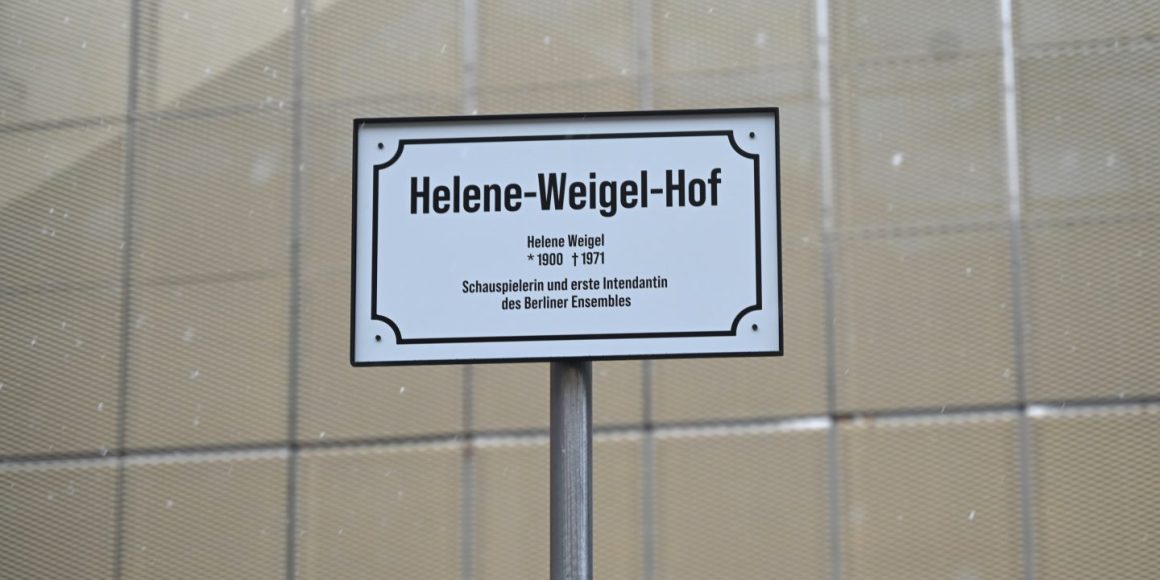 Helene-Weigel-Hof
Helene Weigel
* 1900 † 1971
Schauspielerin und erste Intendantin
des Berliner Ensembles